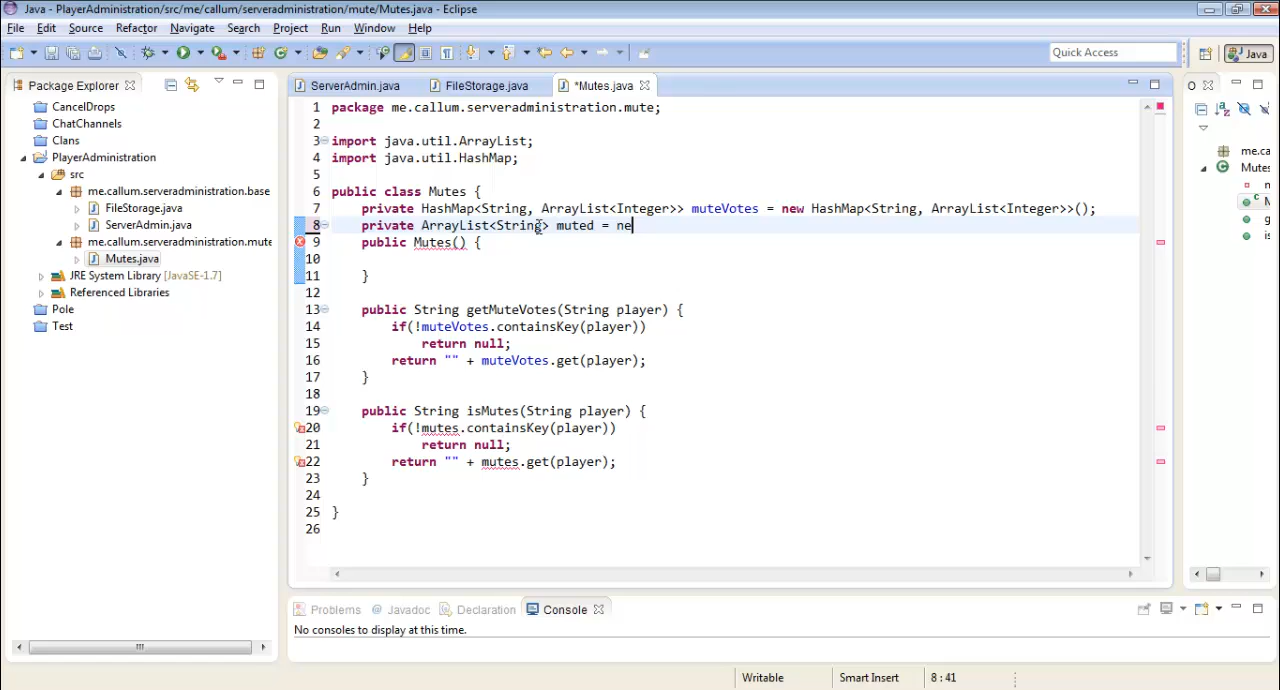 Java - PlayerAdministration/src/me/callum/serveradministration/mute/Mutes.java - Eclipse
File Edit Source Refactor Navigate Search Project Run Window Help
Quick Access
Java
Package Explorer
ServerAdmin.java
FileStorage.java
*Mutes.java
O
CancelDrops
ChatChannels
Clans
PlayerAdministration
src
me.callum.serveradministration.base
FileStorage.java
ServerAdmin.java
me.callum.serveradministration.mute
Mutes.java
JRE System Library [JavaSE-1.7]
Referenced Libraries
Pole
Test
1 package me.callum.serveradministration.mute;
2
3 import java.util.ArrayList;
4 import java.util.HashMap;
5
6 public class Mutes {
7 private HashMap<String, ArrayList<Integer>> muteVotes = new HashMap<String, ArrayList<Integer>>();
8 private ArrayList<String> muted = ne
9 public Mutes() {
10
11 }
12
13 public String getMuteVotes(String player) {
14 if(!muteVotes.containsKey(player))
15 return null;
16 return "" + muteVotes.get(player);
17 }
18
19 public String isMutes(String player) {
20 if(!mutes.containsKey(player))
21 return null;
22 return "" + mutes.get(player);
23 }
24
25 }
26
me.ca
Mutes
Problems
Javadoc
Declaration
Console
No consoles to display at this time.
Writable
Smart Insert
8 : 41